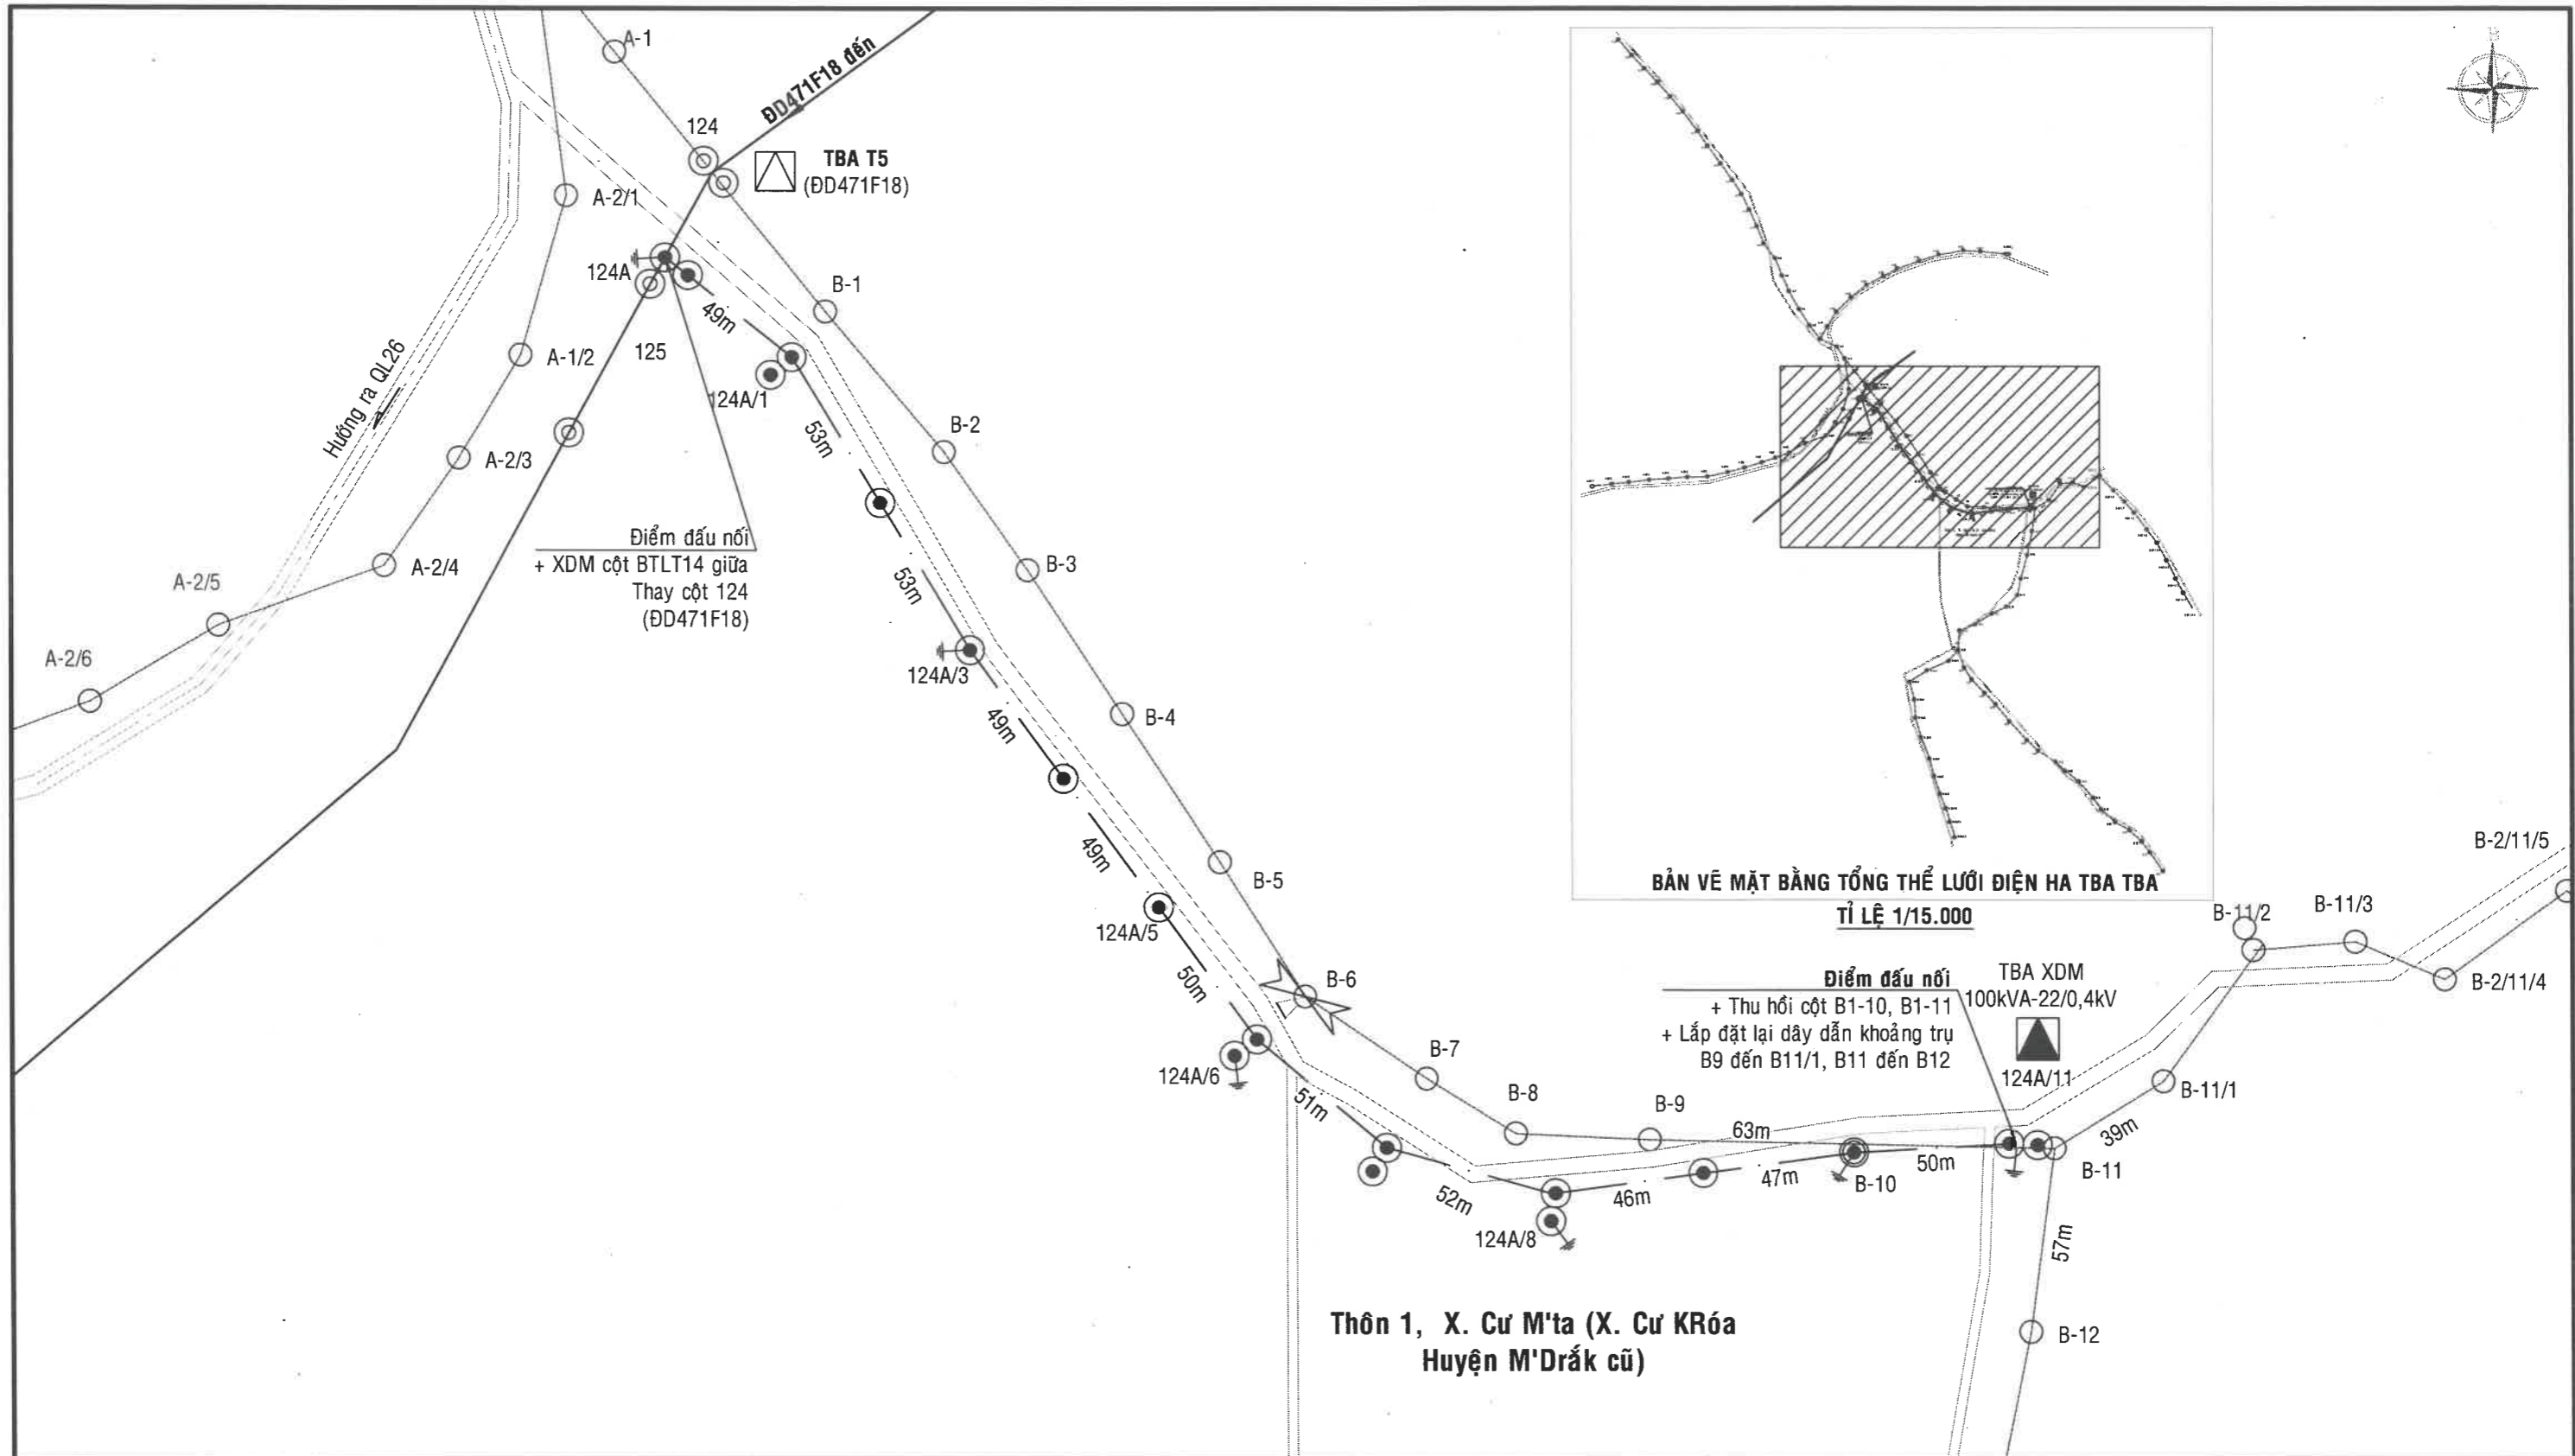 A-1
ĐD471F18 đến
124
TBA T5
(ĐD471F18)
A-2/1
124A
B-1
49m
A-1/2
125
124A/1
Hướng ra QL26
53m
B-2
A-2/3
Điểm đấu nối
+ XDM cột BTLT14 giữa
Thay cột 124
(ĐD471F18)
A-2/4
A-2/5
53m
B-3
A-2/6
124A/3
B-4
49m
49m
B-5
124A/5
50m
B-6
124A/6
B-7
51m
B-8
B-9
52m
124A/8
46m
47m
63m
B-10
50m
B-11
39m
B-11/1
57m
B-12
B
BẢN VẼ MẶT BẰNG TỔNG THỂ LƯỚI ĐIỆN HA TBA TBA
TỈ LỆ 1/15.000
B-2/11/5
B-11/2
B-11/3
B-2/11/4
Điểm đấu nối
+ Thu hồi cột B1-10, B1-11
+ Lắp đặt lại dây dẫn khoảng trụ
B9 đến B11/1, B11 đến B12
TBA XDM
100kVA-22/0,4kV
124A/11
Thôn 1, X. Cư M'ta (X. Cư KRóa
Huyện M'Drắk cũ)